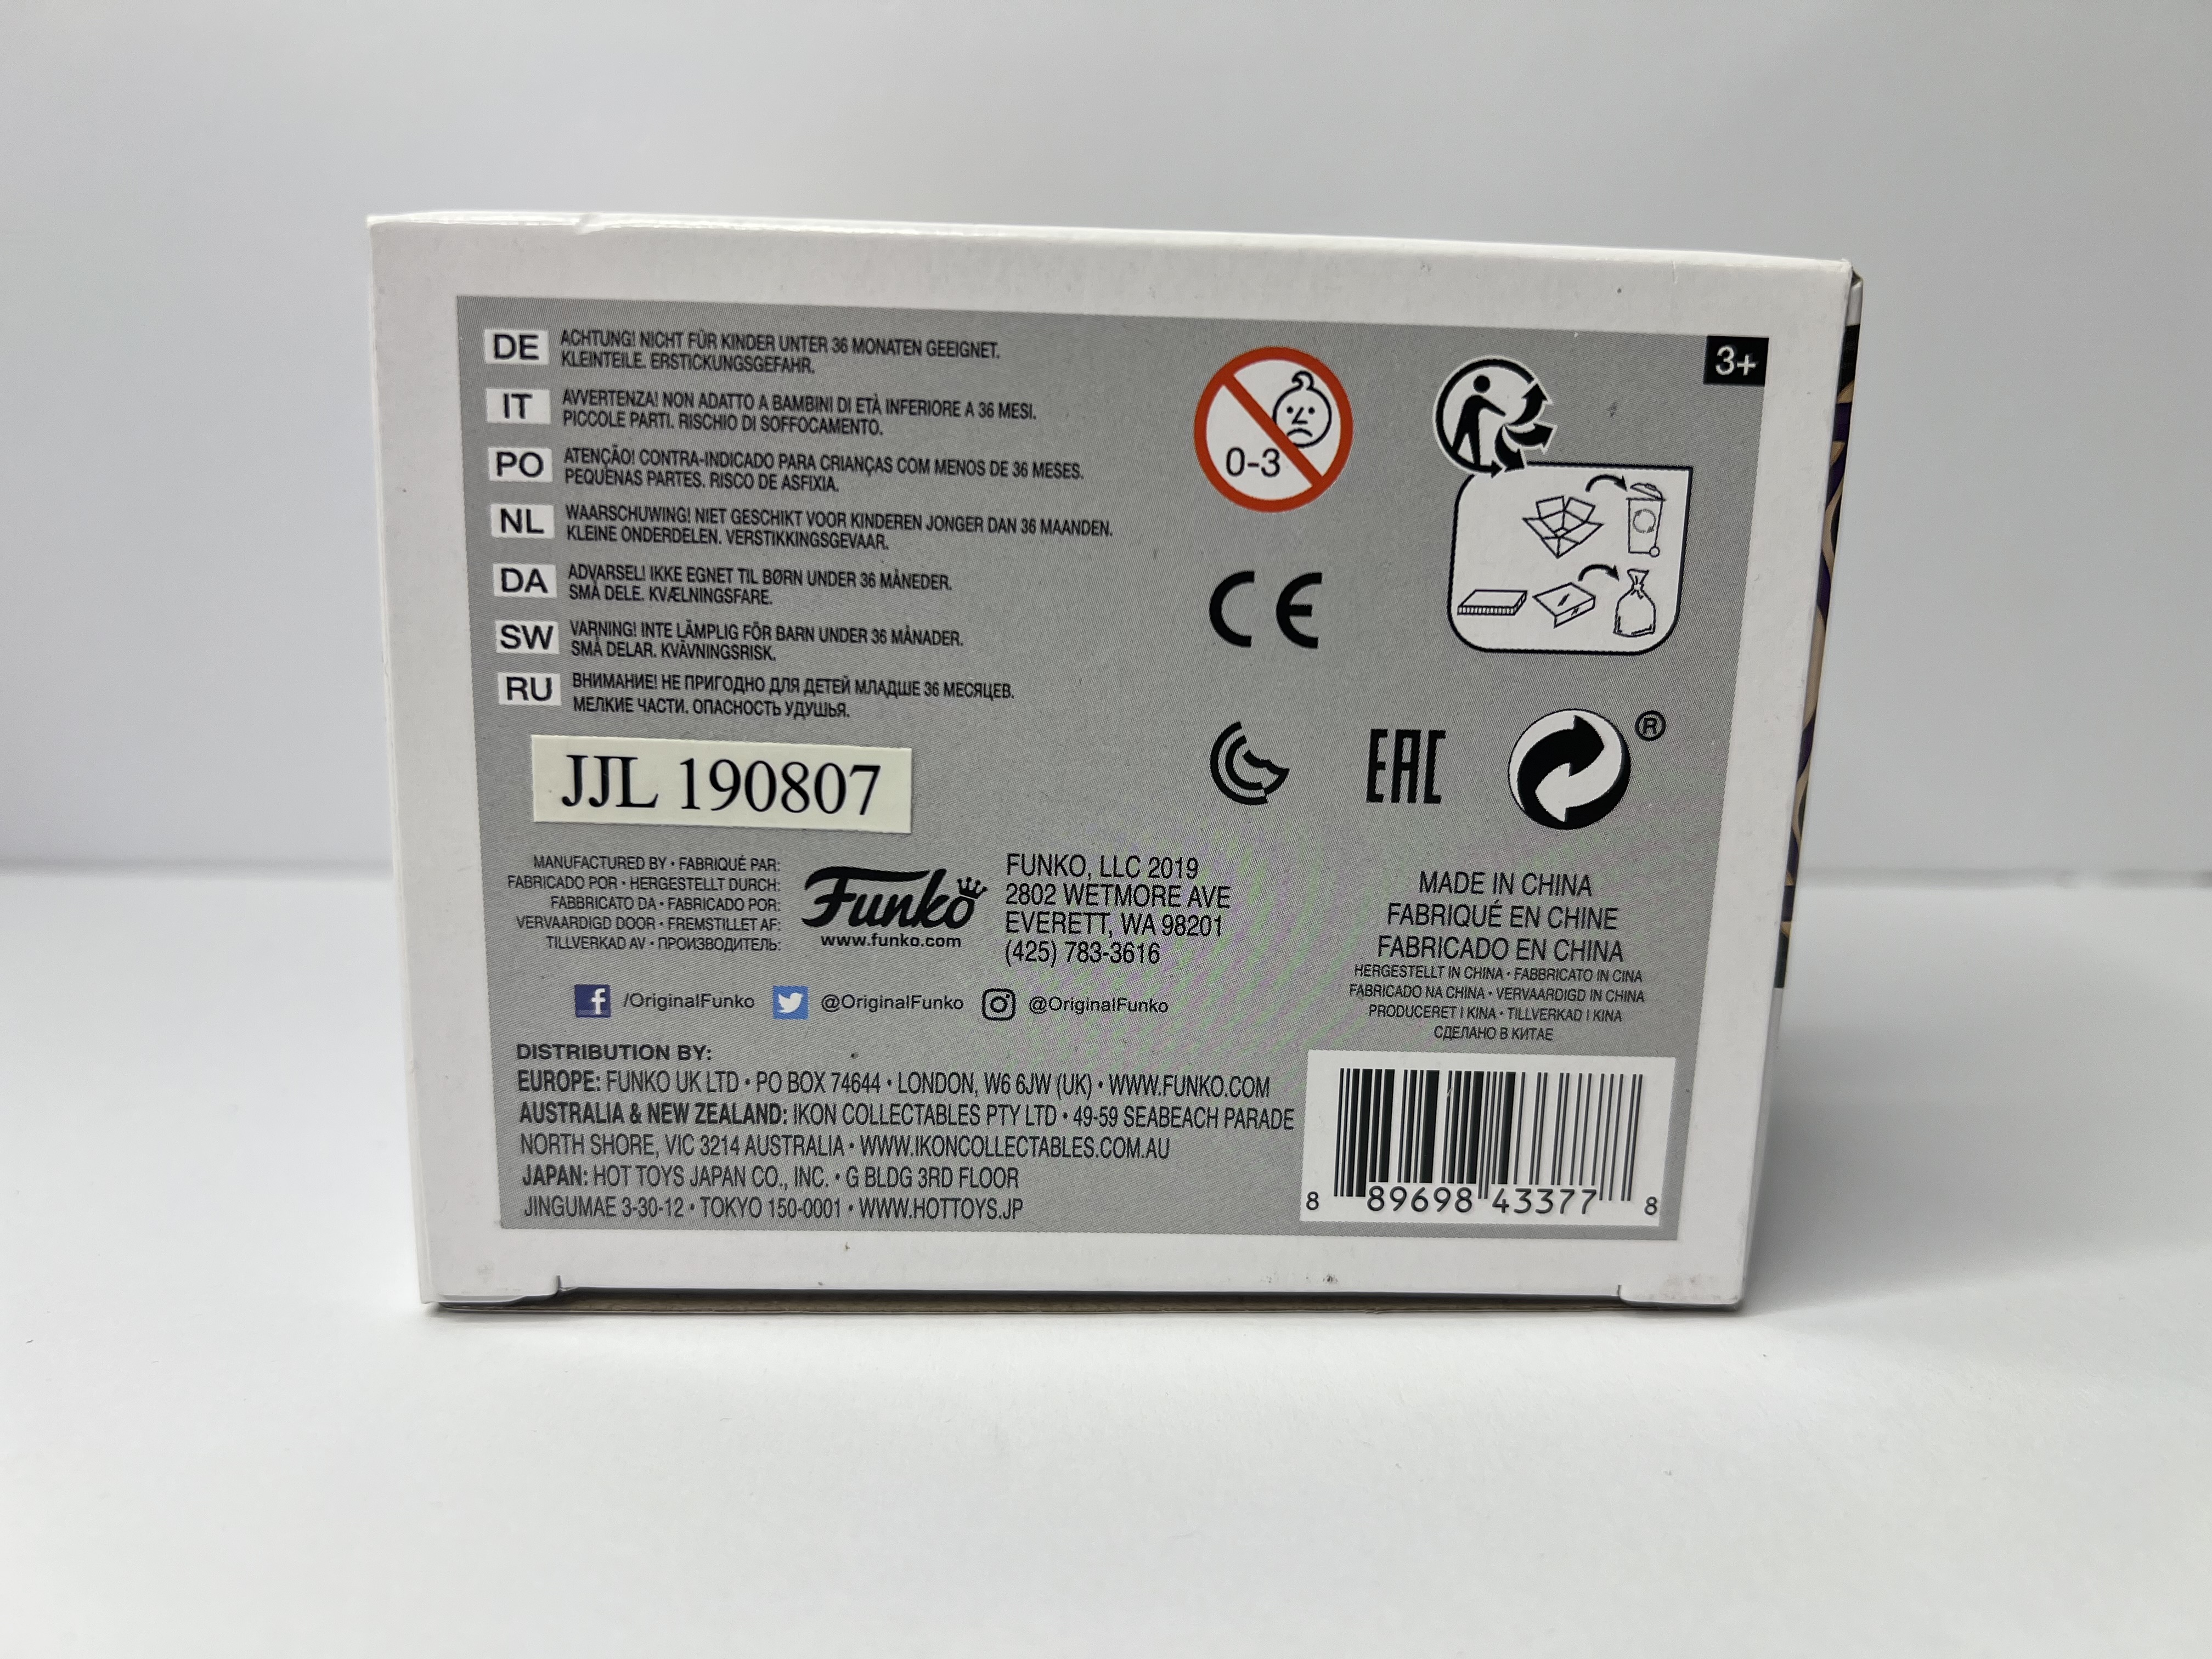 DE ACHTUNG! NICHT FÜR KINDER UNTER 36 MONATEN GEEIGNET.
KLEINTEILE. ERSTICKUNGSGEFAHR.
IT AVVERTENZA! NON ADATTO A BAMBINI DI ETÀ INFERIORE A 36 MESI.
PICCOLE PARTI. RISCHIO DI SOFFOCAMENTO.
PO ATENÇÃO! CONTRA-INDICADO PARA CRIANÇAS COM MENOS DE 36 MESES.
PEQUENAS PARTES. RISCO DE ASFIXIA.
NL WAARSCHUWING! NIET GESCHIKT VOOR KINDEREN JONGER DAN 36 MAANDEN.
KLEINE ONDERDELEN. VERSTIKKINGSGEVAAR.
DA ADVARSEL! IKKE EGNET TIL BØRN UNDER 36 MÅNEDER.
SMÅ DELE. KVÆLNINGSFARE.
SW VARNING! INTE LÄMPLIG FÖR BARN UNDER 36 MÅNADER.
SMÅ DELAR. KVÄVNINGSRISK.
RU ВНИМАНИЕ! НЕ ПРИГОДНО ДЛЯ ДЕТЕЙ МЛАДШЕ 36 МЕСЯЦЕВ.
МЕЛКИЕ ЧАСТИ. ОПАСНОСТЬ УДУШЬЯ.
0-3
3+
CE
EAC
®
JJL 190807
MANUFACTURED BY • FABRIQUÉ PAR:
FABRICADO POR • HERGESTELLT DURCH:
FABBRICATO DA • FABRICADO POR:
VERVAARDIGD DOOR • FREMSTILLET AF:
TILLVERKAD AV • ПРОИЗВОДИТЕЛЬ:
Funko
www.funko.com
FUNKO, LLC 2019
2802 WETMORE AVE
EVERETT, WA 98201
(425) 783-3616
MADE IN CHINA
FABRIQUÉ EN CHINE
FABRICADO EN CHINA
HERGESTELLT IN CHINA • FABBRICATO IN CINA
FABRICADO NA CHINA • VERVAARDIGD IN CHINA
PRODUCERET I KINA • TILLVERKAD I KINA
СДЕЛАНО В КИТАЕ
/OriginalFunko @OriginalFunko @OriginalFunko
DISTRIBUTION BY:
EUROPE: FUNKO UK LTD • PO BOX 74644 • LONDON, W6 6JW (UK) • WWW.FUNKO.COM
AUSTRALIA & NEW ZEALAND: IKON COLLECTABLES PTY LTD • 49-59 SEABEACH PARADE
NORTH SHORE, VIC 3214 AUSTRALIA • WWW.IKONCOLLECTABLES.COM.AU
JAPAN: HOT TOYS JAPAN CO., INC. • G BLDG 3RD FLOOR
JINGUMAE 3-30-12 • TOKYO 150-0001 • WWW.HOTTOYS.JP
8 89698 43377 8